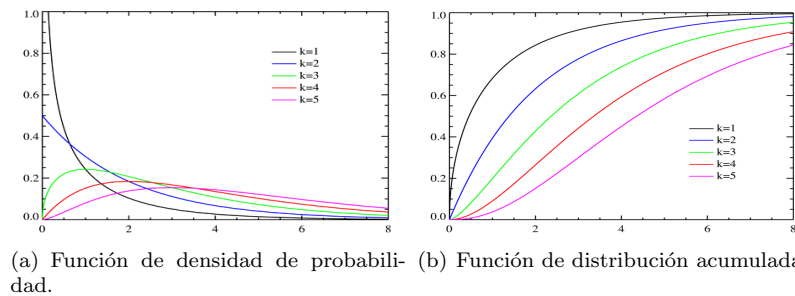 1.0
0.8
0.6
0.4
0.2
0.0
0 2 4 6 8
k=1
k=2
k=3
k=4
k=5
1.0
0.8
0.6
0.4
0.2
0.0
0 2 4 6 8
k=1
k=2
k=3
k=4
k=5
(a) Función de densidad de probabili-
dad.
(b) Función de distribución acumulada